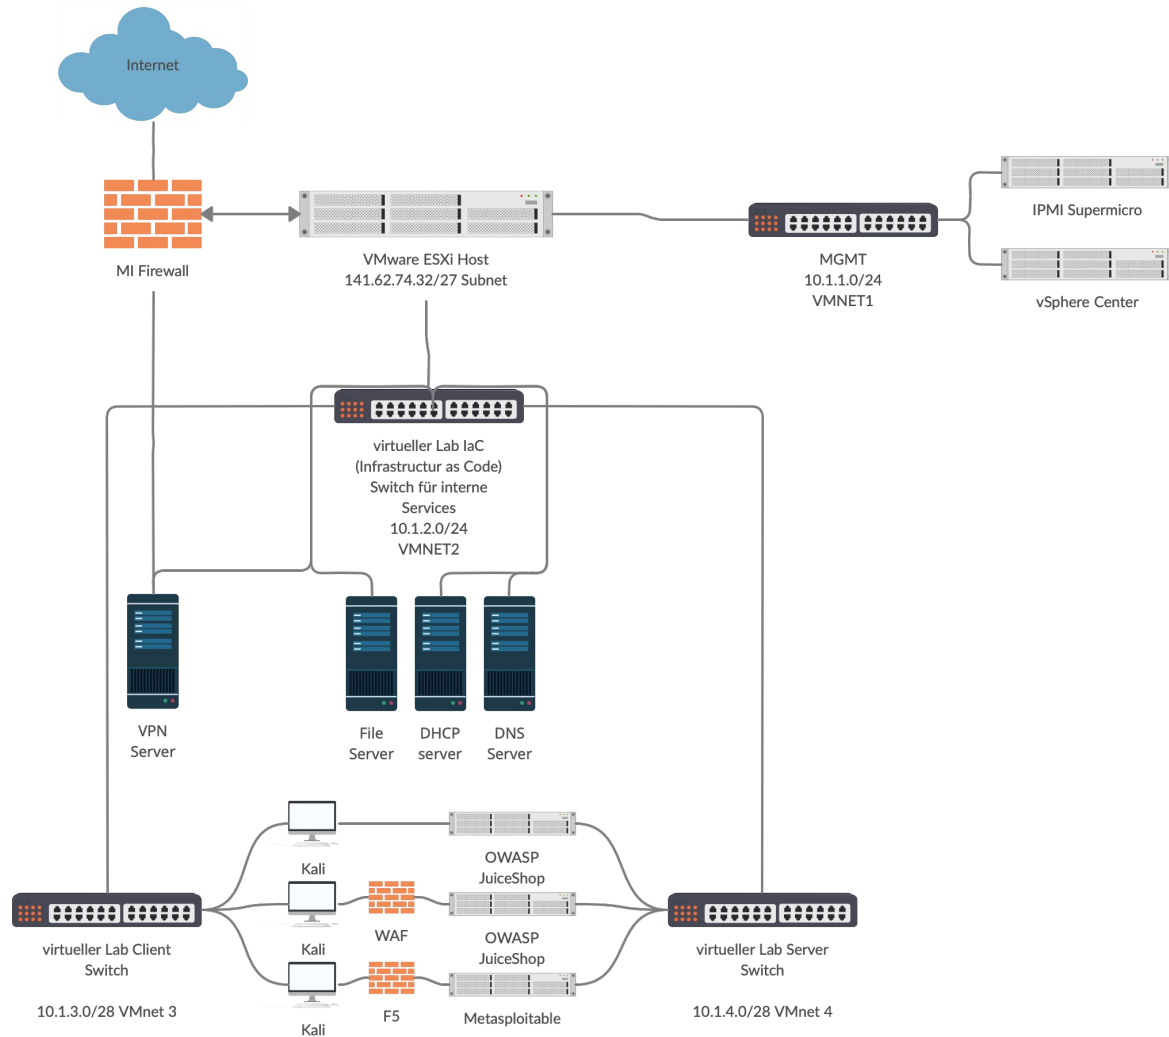 Internet
MI Firewall
VMware ESXi Host
141.62.74.32/27 Subnet
MGMT
10.1.1.0/24
VMNET1
IPMI Supermicro
vSphere Center
virtueller Lab IaC
(Infrastructur as Code)
Switch für interne
Services
10.1.2.0/24
VMNET2
VPN
Server
File
Server
DHCP
server
DNS
Server
Kali
OWASP
JuiceShop
Kali
WAF
OWASP
JuiceShop
Kali
F5
Metasploitable
virtueller Lab Client
Switch
10.1.3.0/28 VMnet 3
virtueller Lab Server
Switch
10.1.4.0/28 VMnet 4